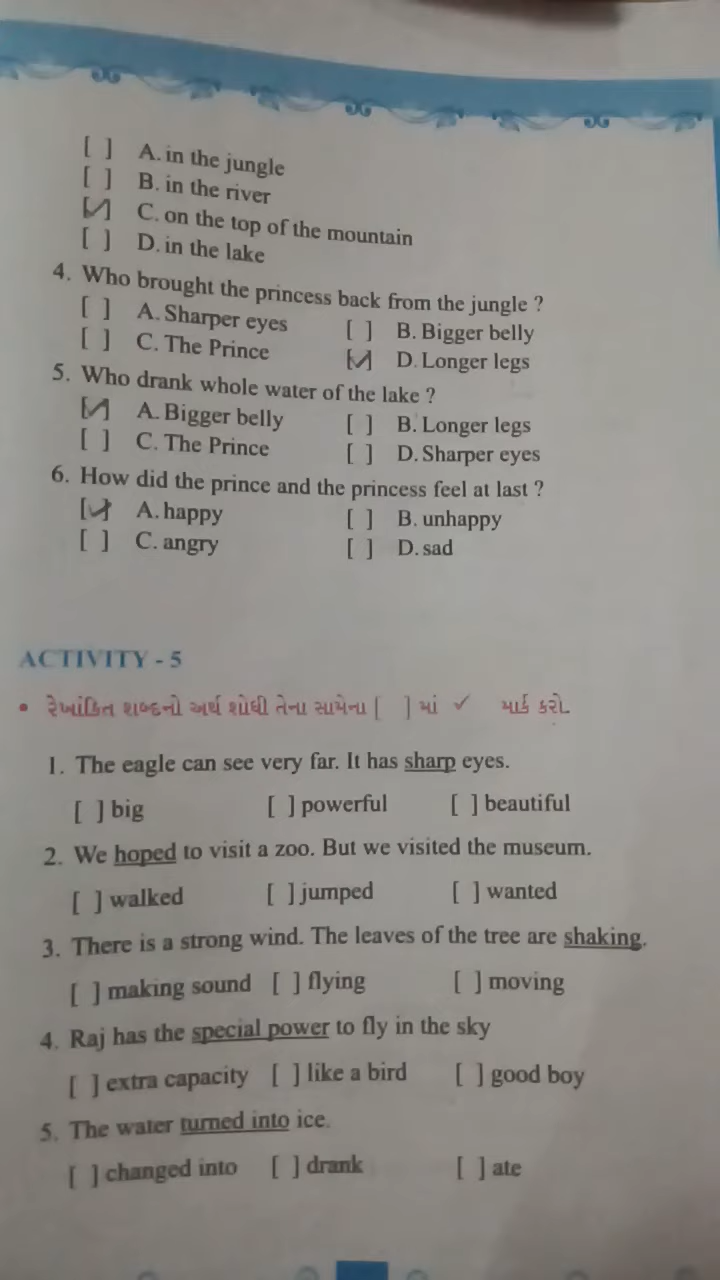 [ ] A. in the jungle
[ ] B. in the river
[✓] C. on the top of the mountain
[ ] D. in the lake
4. Who brought the princess back from the jungle ?
[ ] A. Sharper eyes [ ] B. Bigger belly
[ ] C. The Prince [✓] D. Longer legs
5. Who drank whole water of the lake ?
[✓] A. Bigger belly [ ] B. Longer legs
[ ] C. The Prince [ ] D. Sharper eyes
6. How did the prince and the princess feel at last ?
[✓] A. happy [ ] B. unhappy
[ ] C. angry [ ] D. sad
ACTIVITY - 5
• રેખાંકિત શબ્દનો અર્થ શોધી તેના સામેના [ ] માં ✓ માર્ક કરો.
1. The eagle can see very far. It has sharp eyes.
[ ] big [ ] powerful [ ] beautiful
2. We hoped to visit a zoo. But we visited the museum.
[ ] walked [ ] jumped [ ] wanted
3. There is a strong wind. The leaves of the tree are shaking.
[ ] making sound [ ] flying [ ] moving
4. Raj has the special power to fly in the sky
[ ] extra capacity [ ] like a bird [ ] good boy
5. The water turned into ice.
[ ] changed into [ ] drank [ ] ate